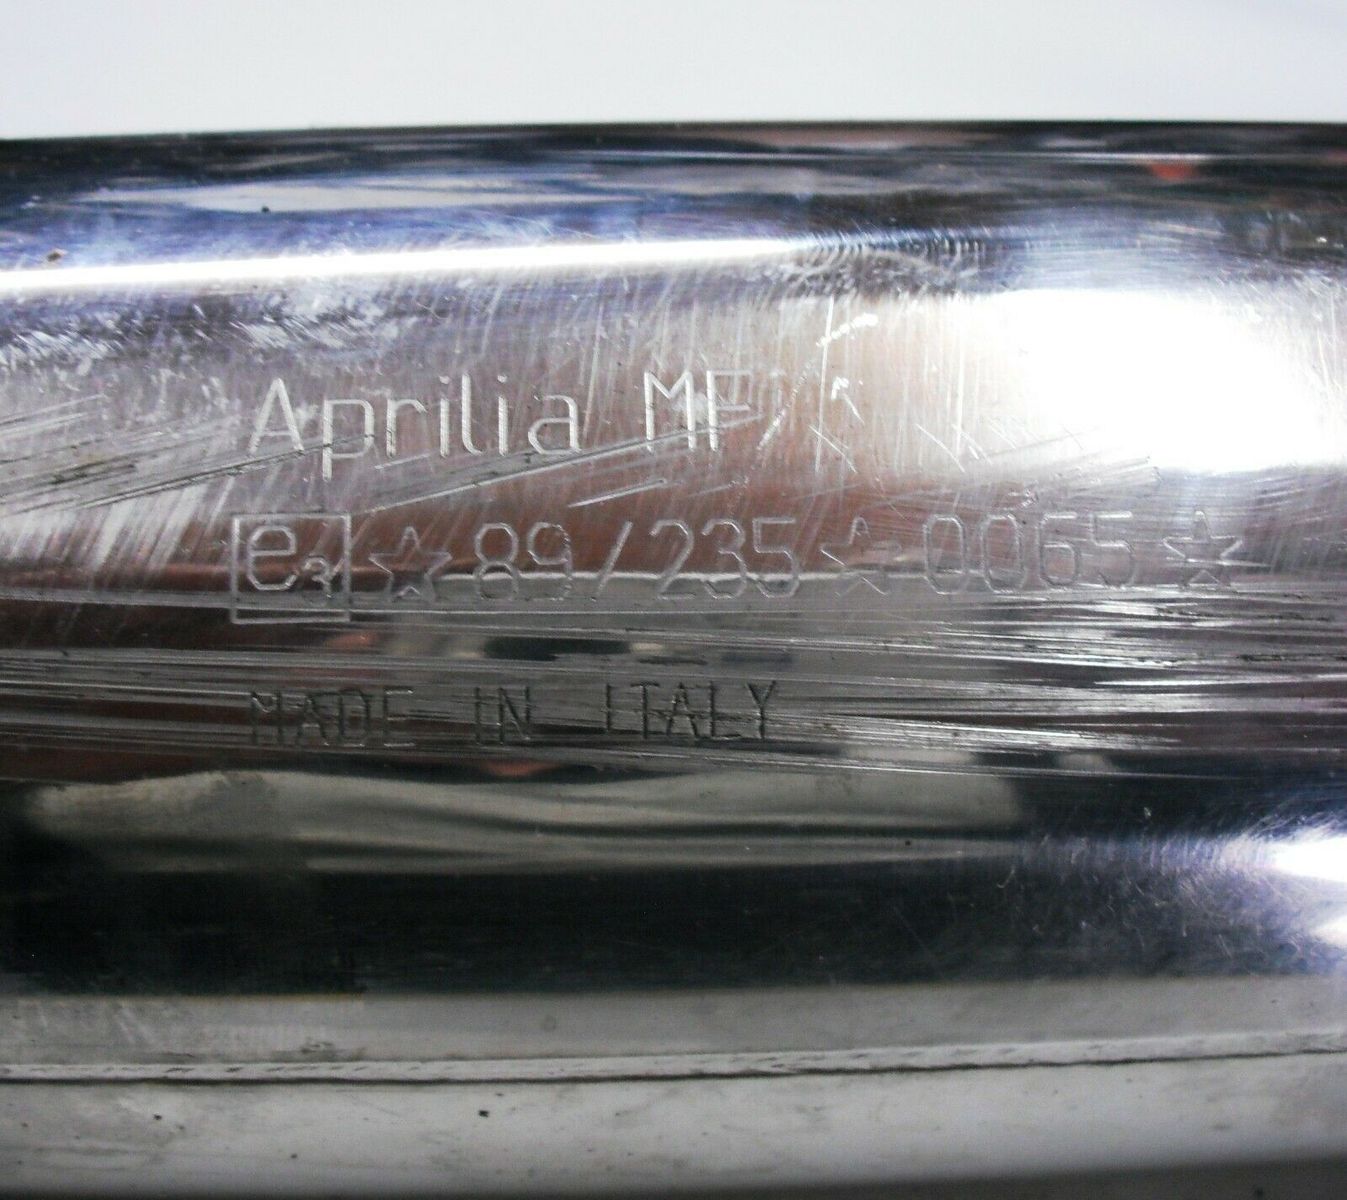 Aprilia MF
e3☆89/235☆0065☆
MADE IN ITALY